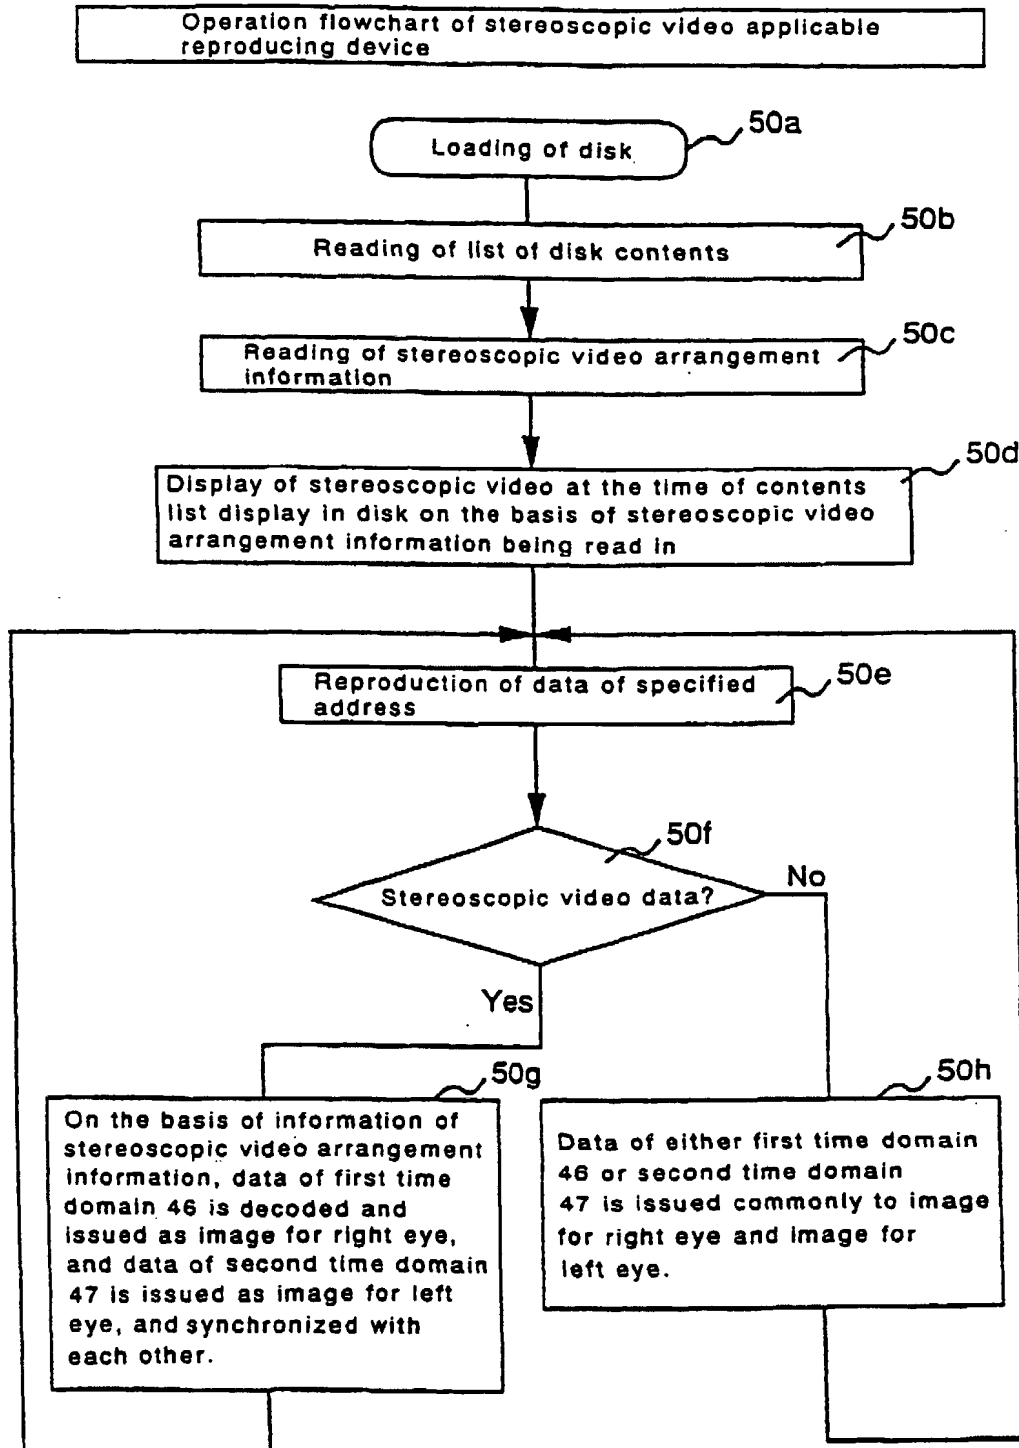 Operation flowchart of stereoscopic video applicable
reproducing device
50a
Loading of disk
50b
Reading of list of disk contents
50c
Reading of stereoscopic video arrangement
information
50d
Display of stereoscopic video at the time of contents
list display in disk on the basis of stereoscopic video
arrangement information being read in
50e
Reproduction of data of specified
address
50f
Stereoscopic video data?
No
Yes
50g
On the basis of information of
stereoscopic video arrangement
information, data of first time
domain 46 is decoded and
issued as image for right eye,
and data of second time domain
47 is issued as image for left
eye, and synchronized with
each other.
50h
Data of either first time domain
46 or second time domain
47 is issued commonly to image
for right eye and image for
left eye.